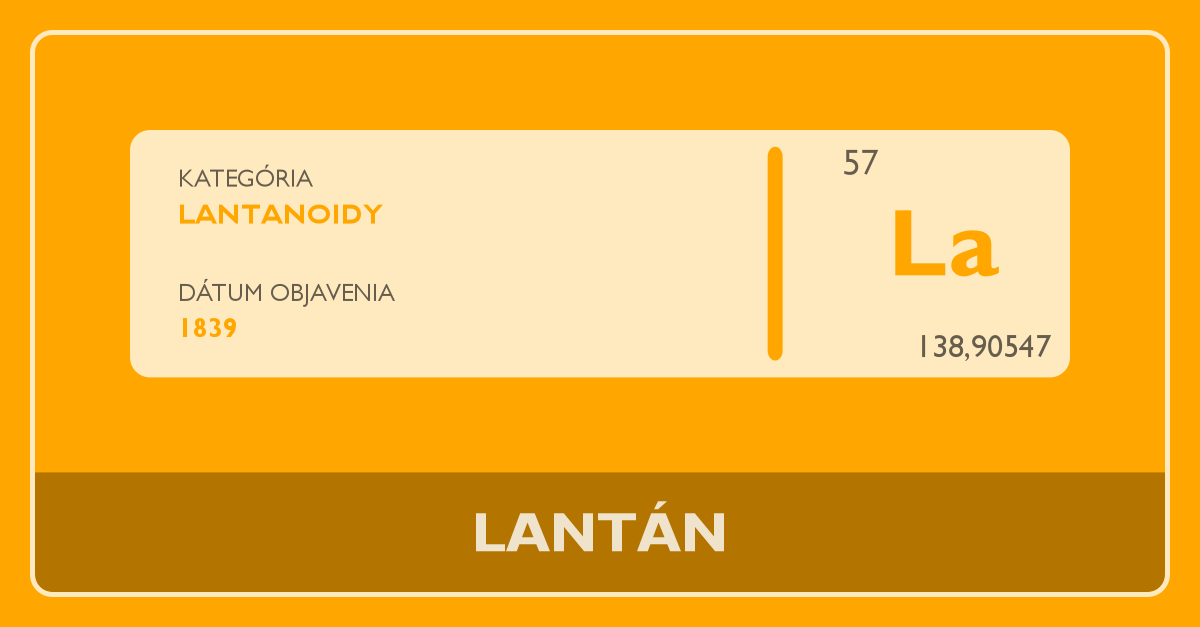 KATEGÓRIA
LANTANOIDY
DÁTUM OBJAVENIA
1839
57
La
138,90547
LANTÁN